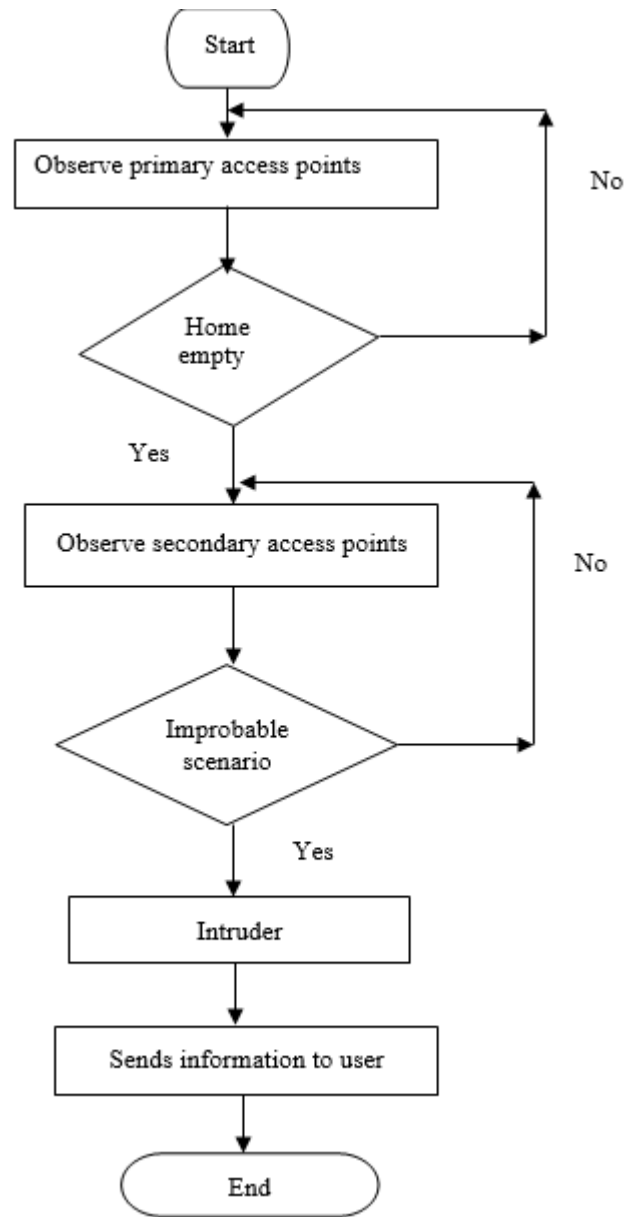 Start
Observe primary access points
No
Home
empty
Yes
Observe secondary access points
No
Improbable
scenario
Yes
Intruder
Sends information to user
End